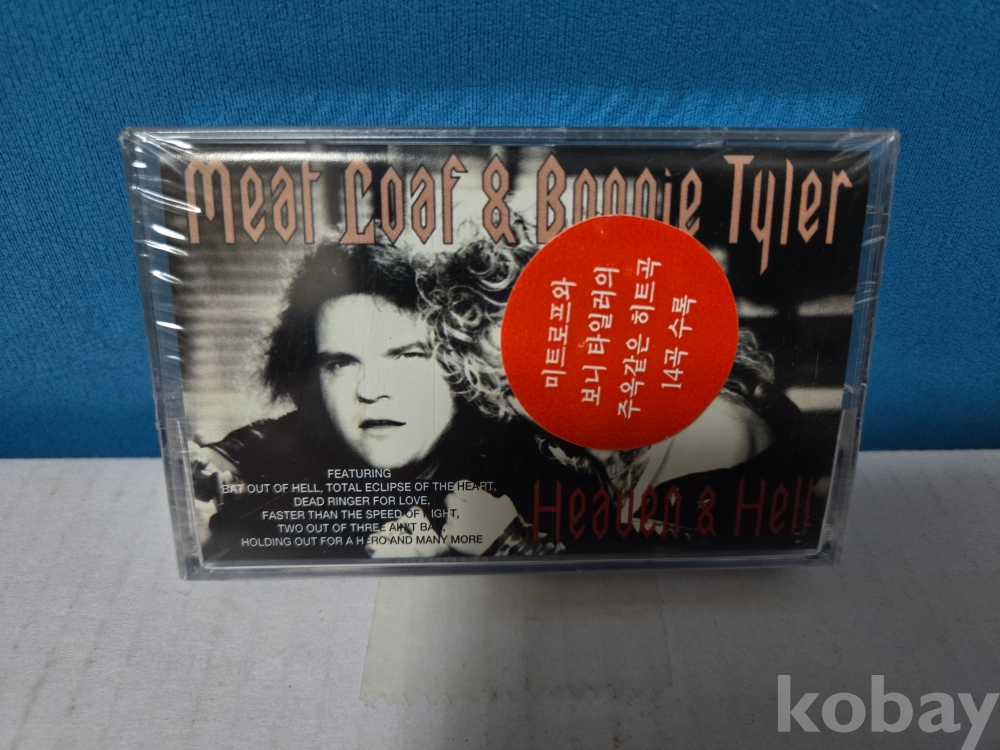 Meat Loaf & Bonnie Tyler
미트로프와
보니 타일러의
주옥같은 히트곡
14곡 수록
FEATURING
BAT OUT OF HELL, TOTAL ECLIPSE OF THE HEART,
DEAD RINGER FOR LOVE,
FASTER THAN THE SPEED OF NIGHT,
TWO OUT OF THREE AIN'T BAD,
HOLDING OUT FOR A HERO AND MANY MORE
Heaven & Hell
kobay